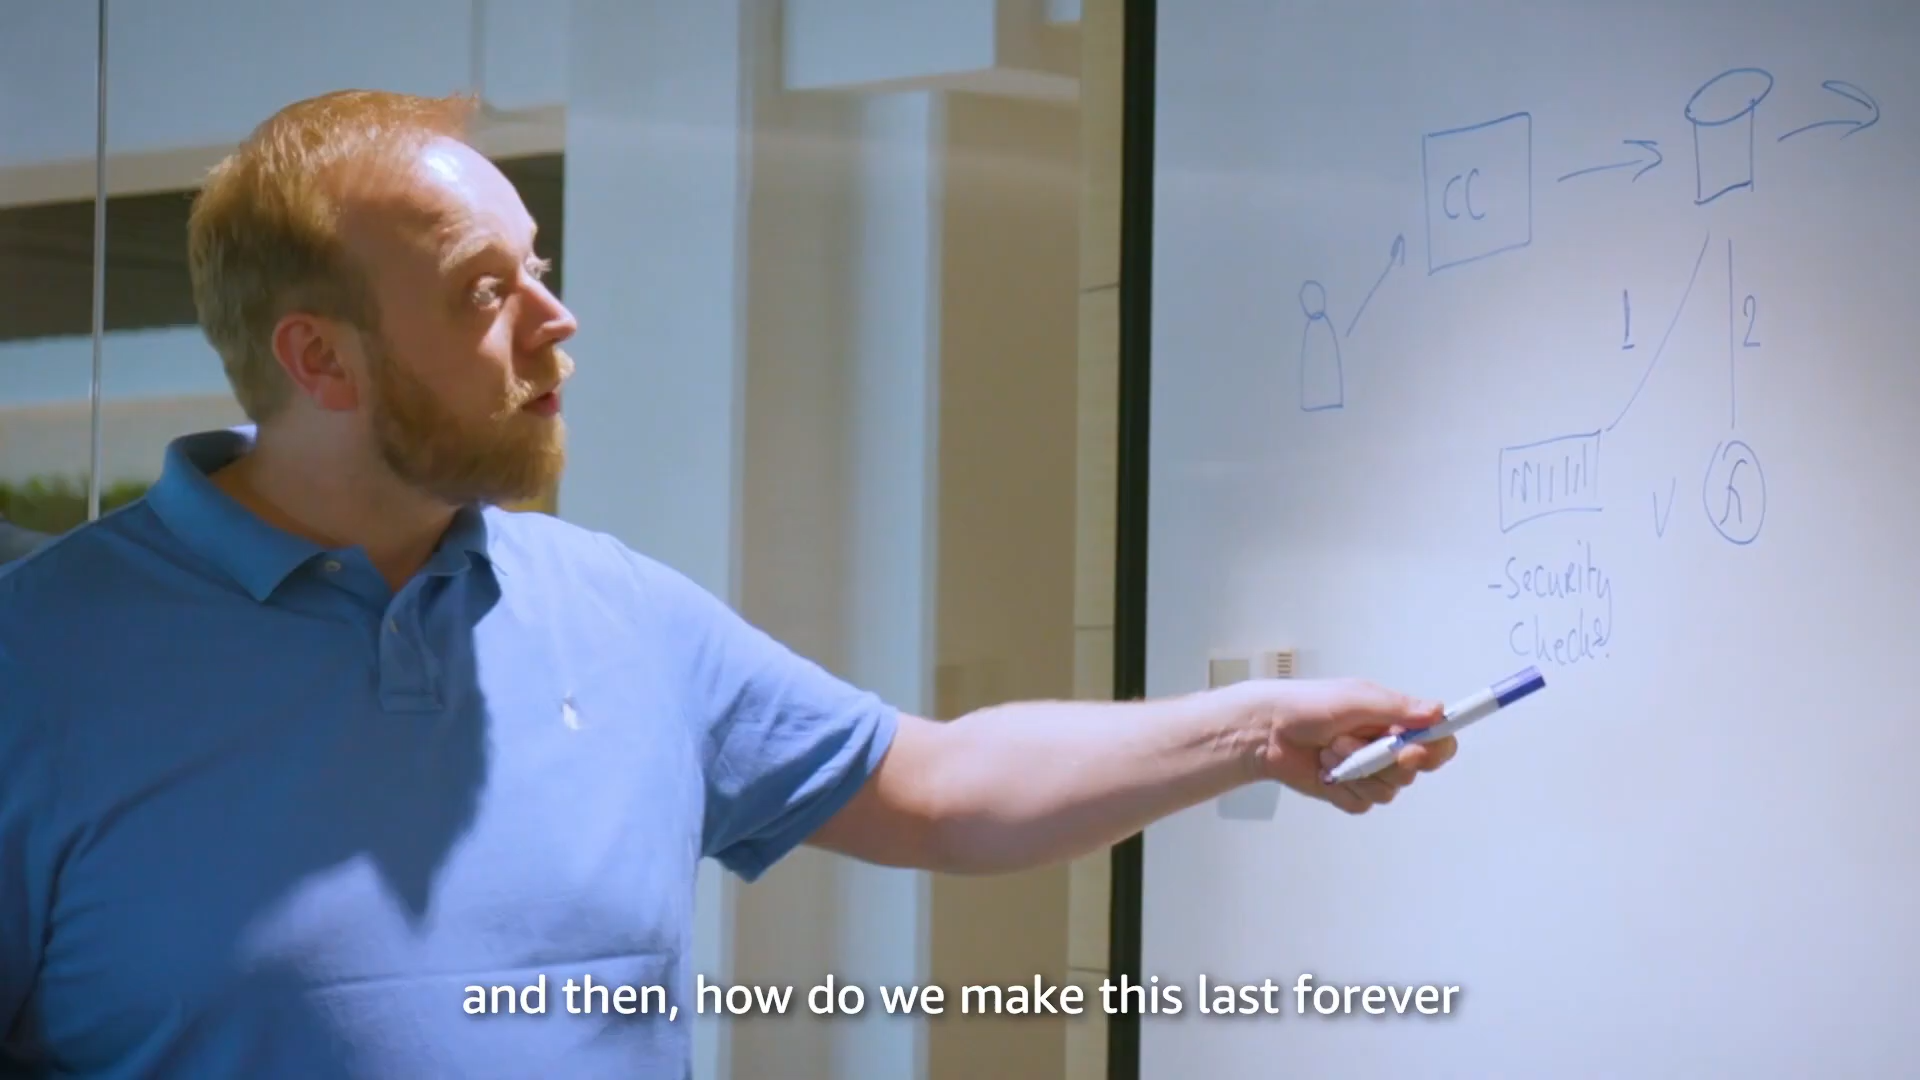 CC
1
2
V
-Security
Checks.
and then, how do we make this last forever